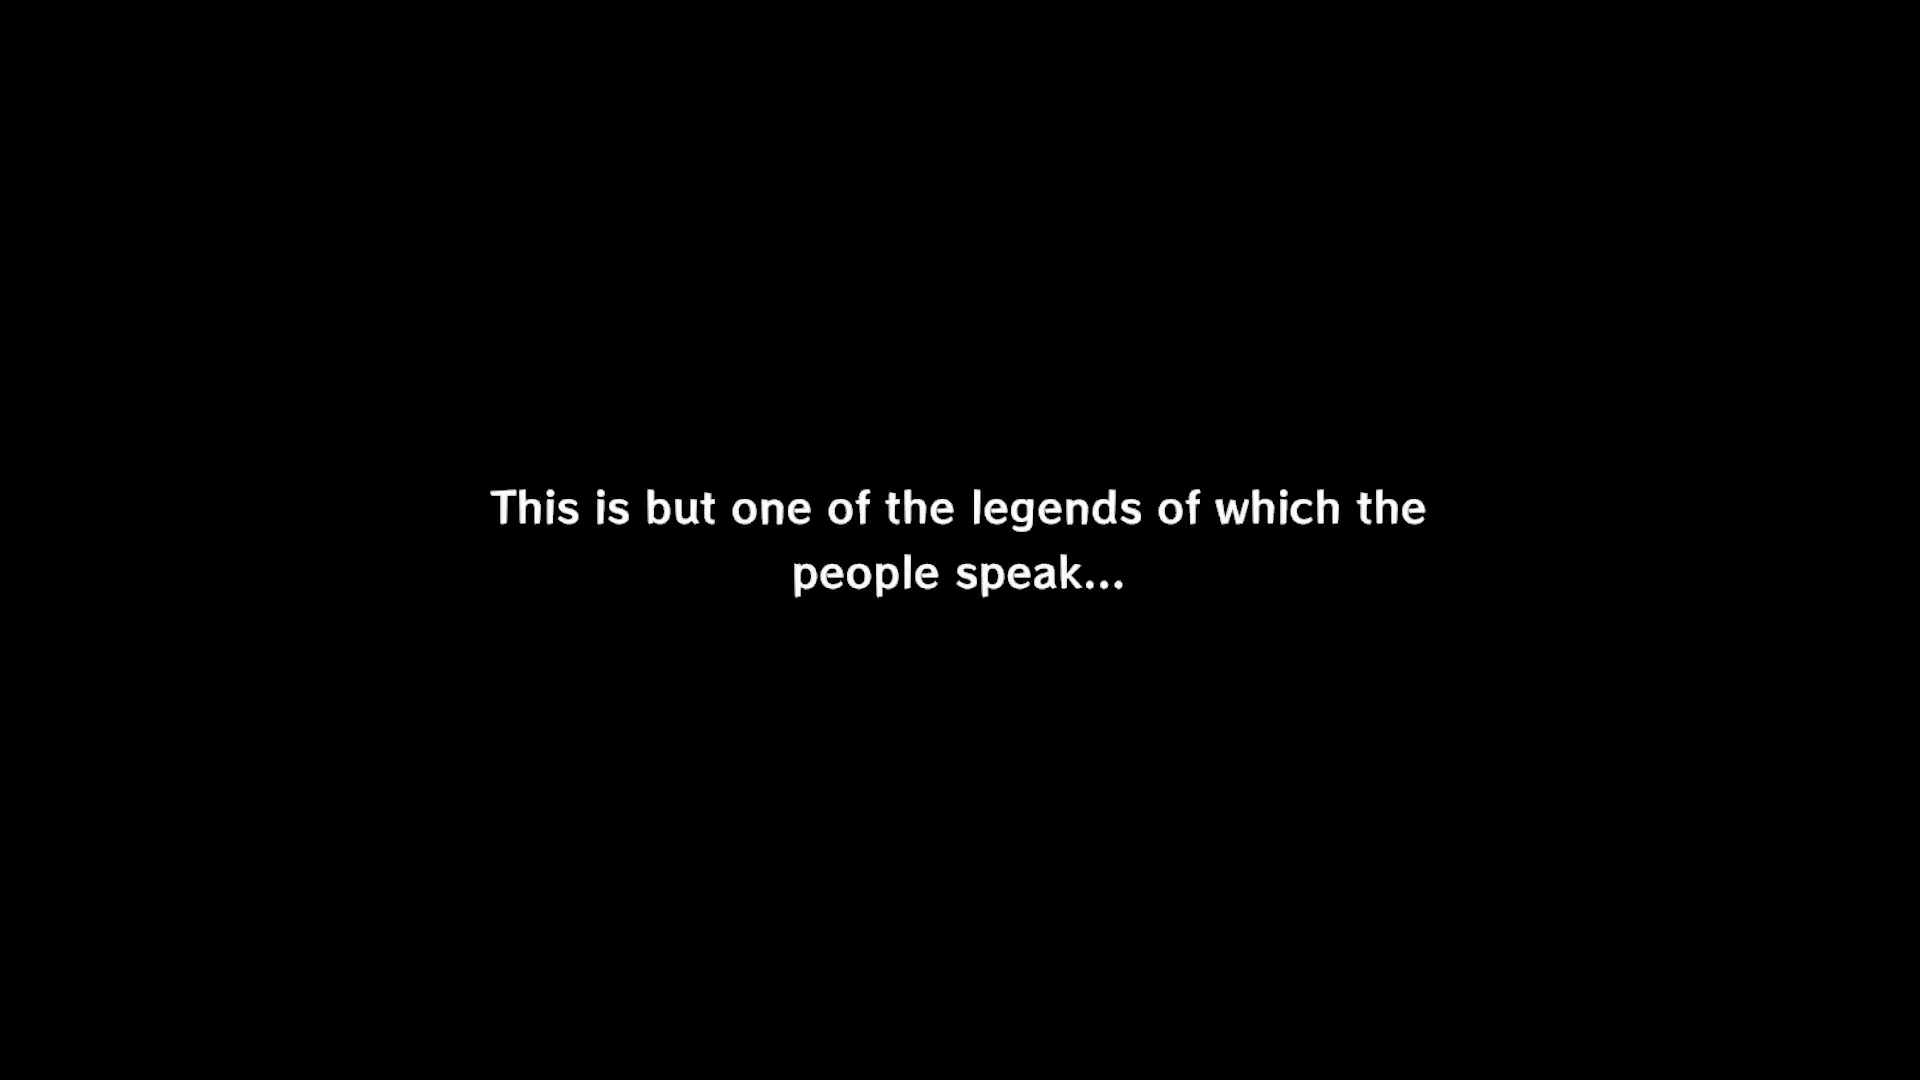 This is but one of the legends of which the
people speak...